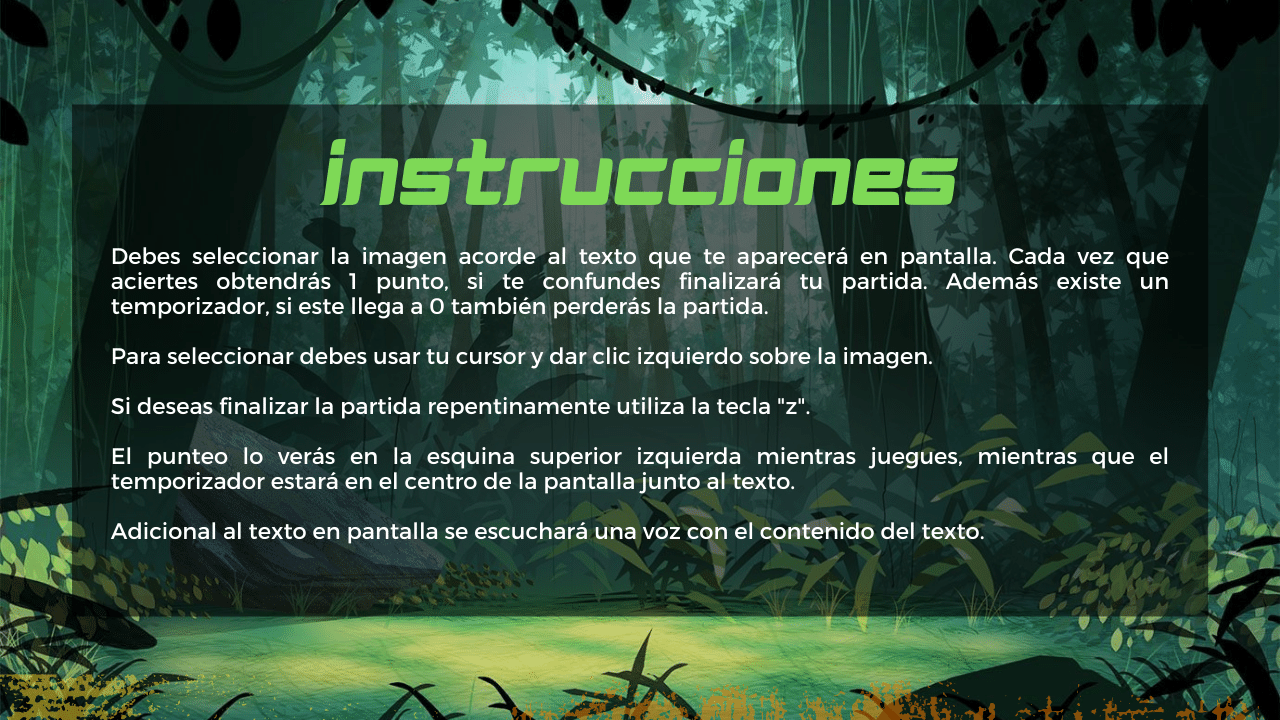 instrucciones
Debes seleccionar la imagen acorde al texto que te aparecerá en pantalla. Cada vez que
aciertes obtendrás 1 punto, si te confundes finalizará tu partida. Además existe un
temporizador, si este llega a 0 también perderás la partida.
Para seleccionar debes usar tu cursor y dar clic izquierdo sobre la imagen.
Si deseas finalizar la partida repentinamente utiliza la tecla "z".
El punteo lo verás en la esquina superior izquierda mientras juegues, mientras que el
temporizador estará en el centro de la pantalla junto al texto.
Adicional al texto en pantalla se escuchará una voz con el contenido del texto.